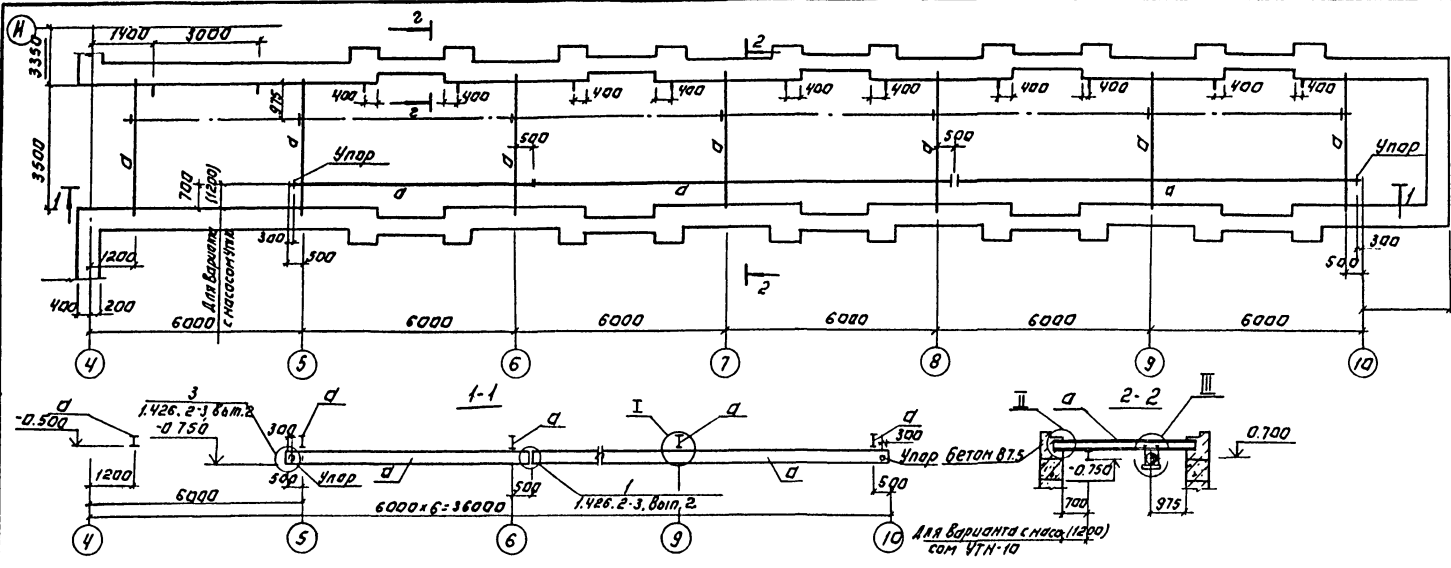 И
1400
3000
2
2
3350
975
400
400
400
400
400
400
400
400
400
400
2
500
500
Упор
Упор
3500
700
(1200)
а
а
а
а
а
а
а
а
а
а
1
1
300
500
300
500
1200
Для варианта
с насосом УТН
400
200
2
6000
6000
6000
6000
6000
6000
4
5
6
7
8
9
10
3
1.426.2-3, вып.2
1-1
I
2-2
II
III
а
а
а
а
а
а
а
а
-0.500
-0.750
300
300
Упор
Упор
бетон В7.5
0.700
-0.750
1200
500
500
500
1
1.426.2-3, вып.2
6000
6000х6=36000
700
975
Для варианта с насо- (1200)
сом УТН-10
4
5
6
9
10